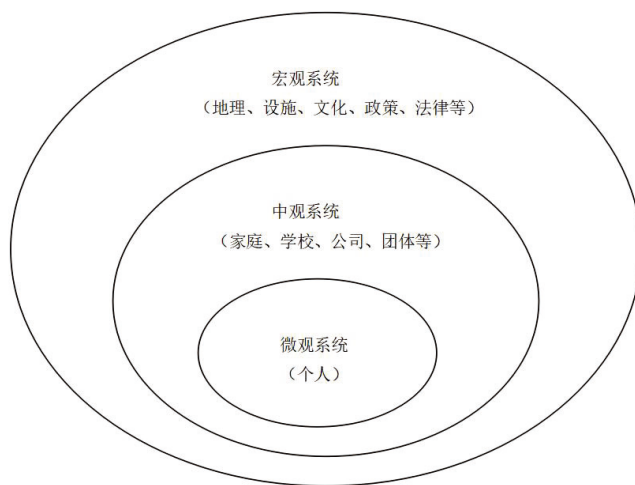 宏观系统
（地理、设施、文化、政策、法律等）
中观系统
（家庭、学校、公司、团体等）
微观系统
（个人）